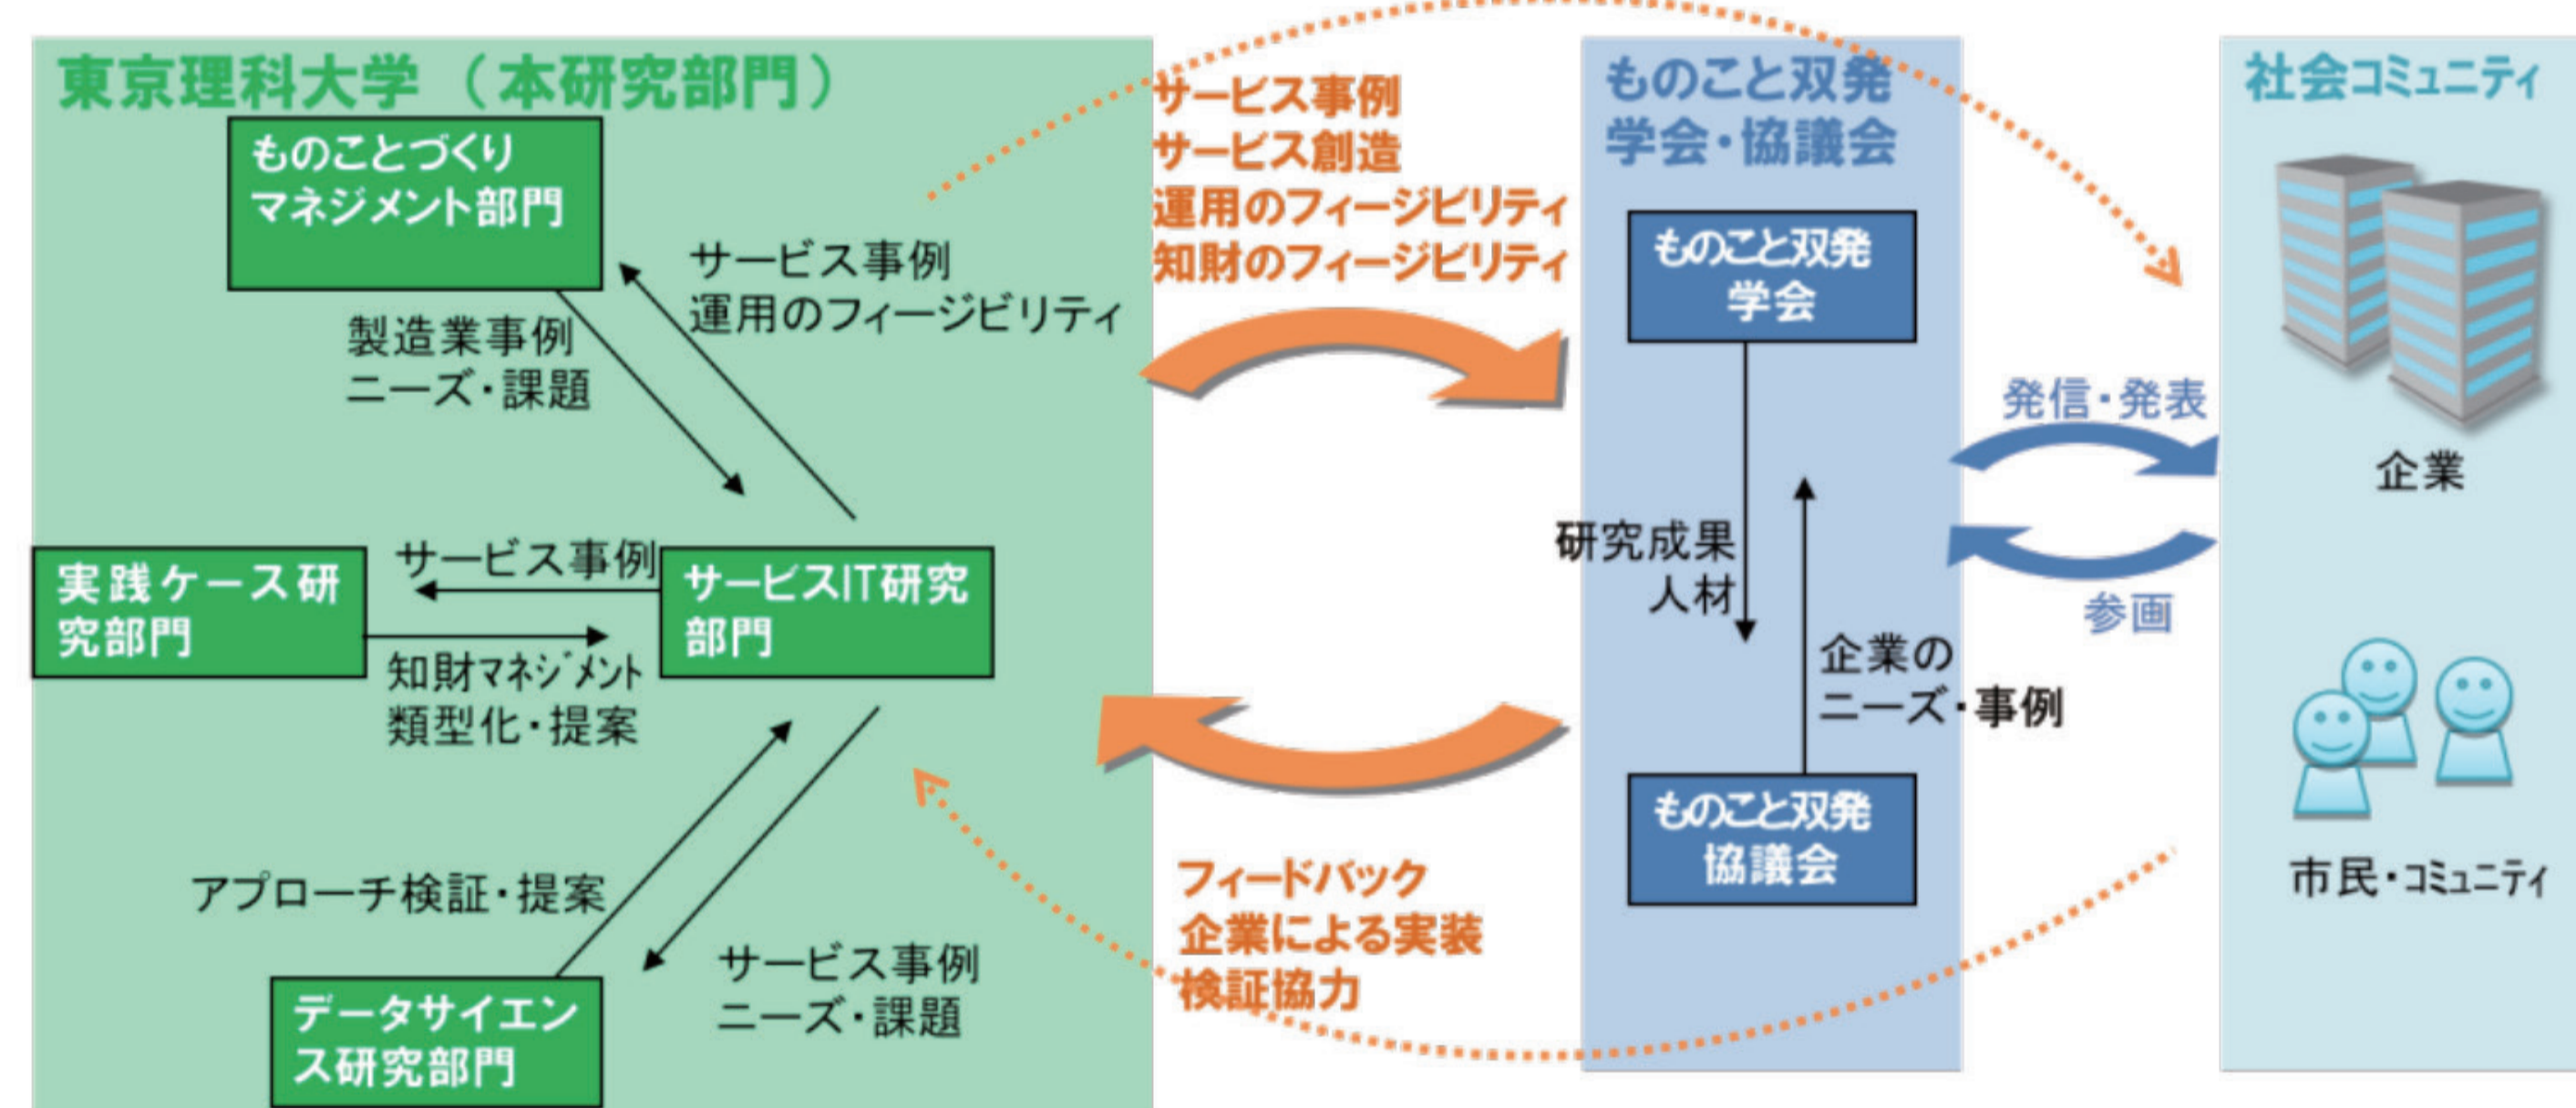 東京理科大学（本研究部門）
ものことづくり
マネジメント部門
サービス事例
運用のフィージビリティ
製造業事例
ニーズ・課題
実践ケース研
究部門
サービス事例
知財マネジメント
類型化・提案
サービスIT研究
部門
アプローチ検証・提案
サービス事例
ニーズ・課題
データサイエン
ス研究部門
サービス事例
サービス創造
運用のフィージビリティ
知財のフィージビリティ
フィードバック
企業による実装
検証協力
ものこと双発
学会・協議会
ものこと双発
学会
研究成果
人材
企業の
ニーズ・事例
ものこと双発
協議会
発信・発表
参画
社会コミュニティ
企業
市民・コミュニティ